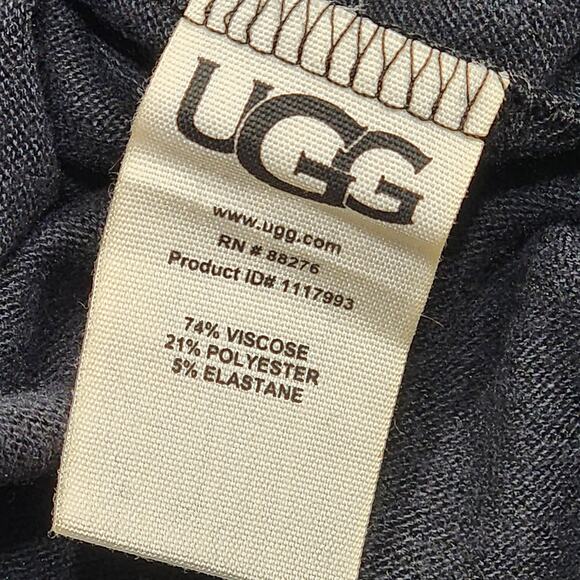 UGG
www.ugg.com
RN # 88276
Product ID# 1117993
74% VISCOSE
21% POLYESTER
5% ELASTANE